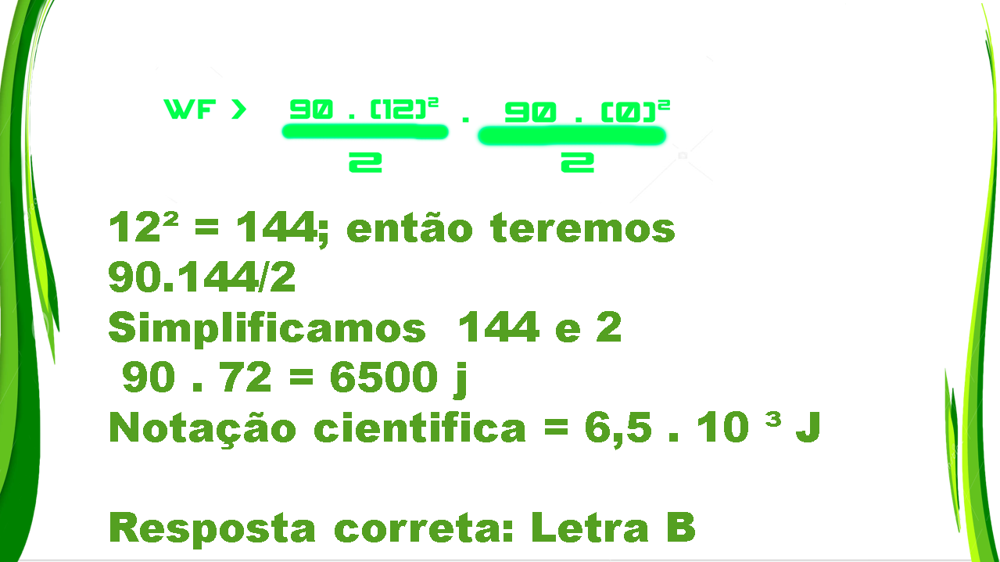 WF > 90 . (12)² . 90 . (0)²
2 2
12² = 144; então teremos
90.144/2
Simplificamos 144 e 2
90 . 72 = 6500 j
Notação cientifica = 6,5 . 10 ³ J
Resposta correta: Letra B